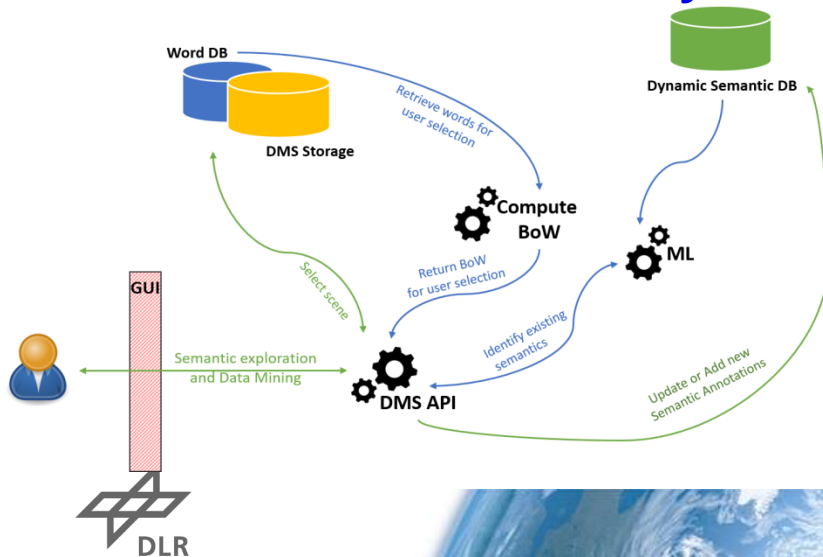 Word DB
DMS Storage
Dynamic Semantic DB
Retrieve words for
user selection
Compute
BoW
ML
Return BoW
for user selection
Select scene
GUI
Identify existing
semantics
Semantic exploration
and Data Mining
DMS API
Update or Add new
Semantic Annotations
DLR